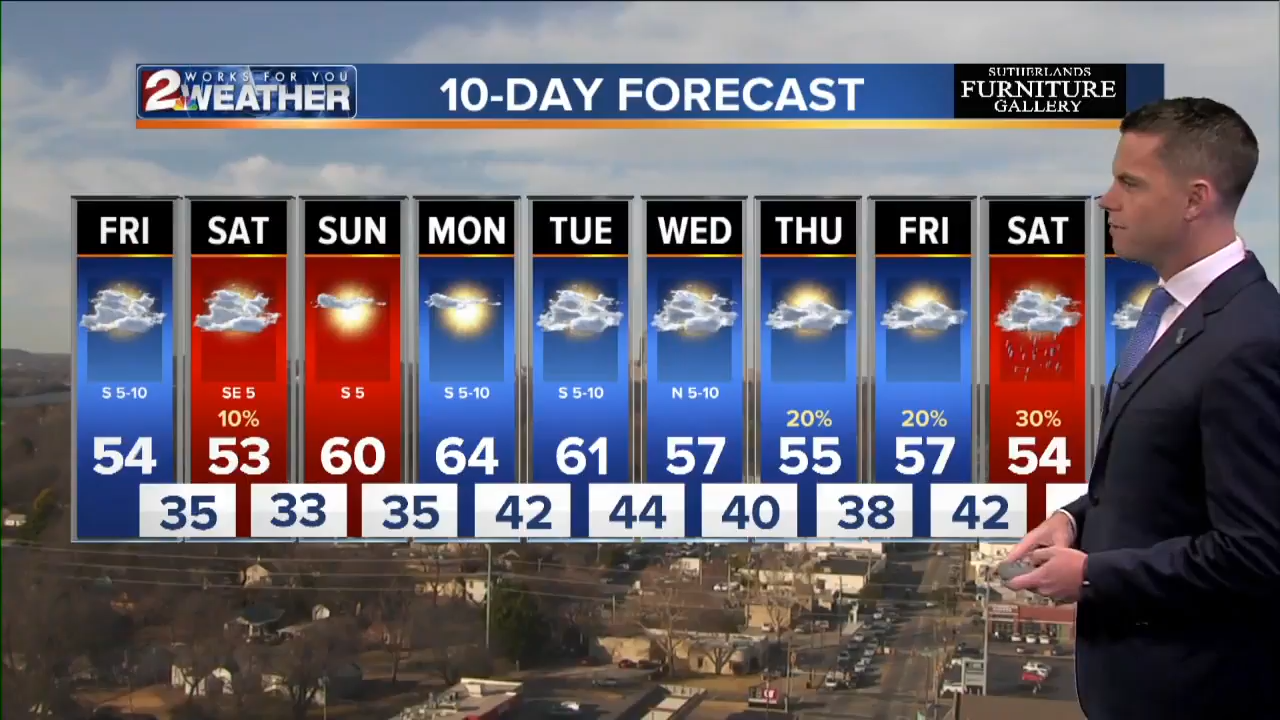 2 WORKS FOR YOU
WEATHER
10-DAY FORECAST
SUTHERLANDS
FURNITURE
GALLERY
FRI SAT SUN MON TUE WED THU FRI SAT
S 5-10 SE 5 S 5 S 5-10 S 5-10 N 5-10
10% 20% 20% 30%
54 53 60 64 61 57 55 57 54
35 33 35 42 44 40 38 42